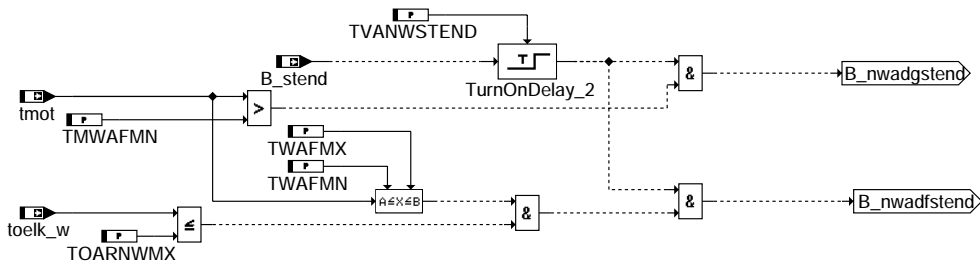 P
TVANWSTEND
B_stend
T
TurnOnDelay_2
&
B_nwadgstend
tmot
>
P
TMWAFMN
P
TWAFMX
P
TWAFMN
A≤X≤B
&
&
B_nwadfstend
toelk_w
≤
P
TOARNWMX